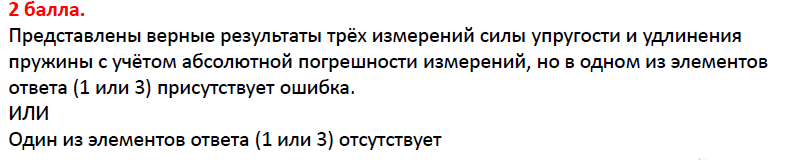 2 балла.
Представлены верные результаты трёх измерений силы упругости и удлинения
пружины с учётом абсолютной погрешности измерений, но в одном из элементов
ответа (1 или 3) присутствует ошибка.
ИЛИ
Один из элементов ответа (1 или 3) отсутствует